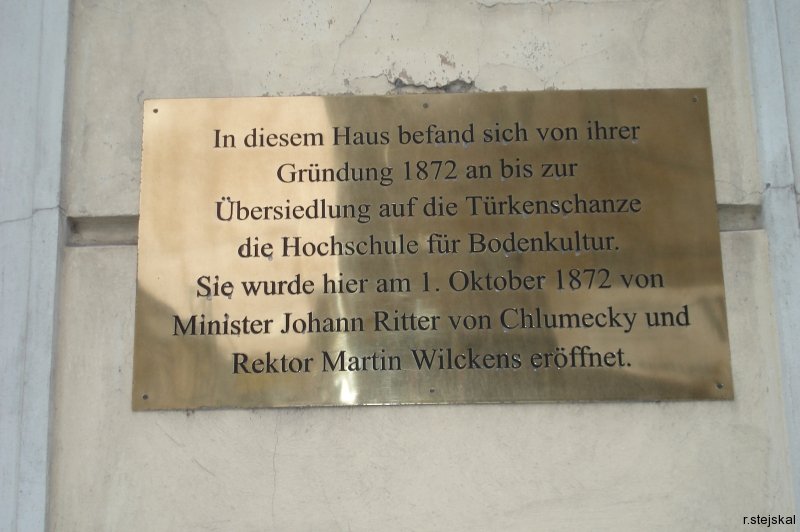 In diesem Haus befand sich von ihrer
Gründung 1872 an bis zur
Übersiedlung auf die Türkenschanze
die Hochschule für Bodenkultur.
Sie wurde hier am 1. Oktober 1872 von
Minister Johann Ritter von Chlumecky und
Rektor Martin Wilckens eröffnet.
r.stejskal